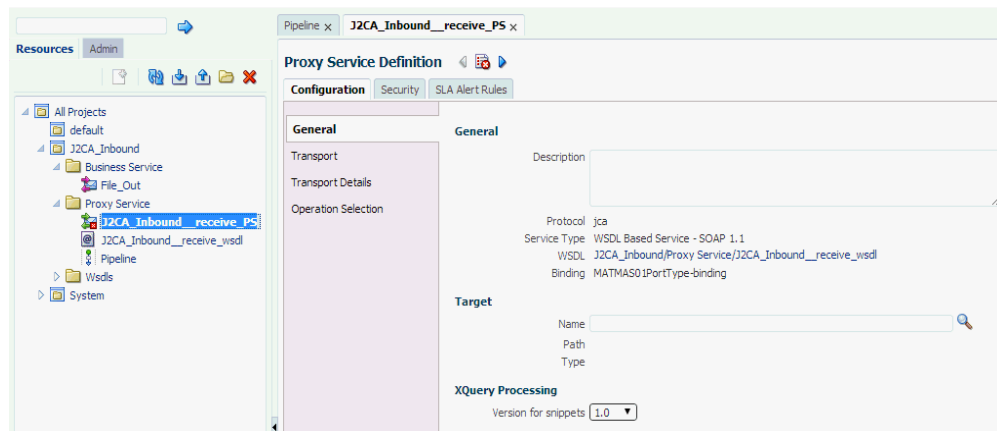 Pipeline x J2CA_Inbound__receive_PS x
Resources Admin
Proxy Service Definition
Configuration Security SLA Alert Rules
All Projects
default
J2CA_Inbound
Business Service
File_Out
Proxy Service
J2CA_Inbound__receive_PS
J2CA_Inbound__receive_wsdl
Pipeline
Wsdls
System
General
Transport
Transport Details
Operation Selection
General
Description
Protocol jca
Service Type WSDL Based Service - SOAP 1.1
WSDL J2CA_Inbound/Proxy Service/J2CA_Inbound__receive_wsdl
Binding MATMAS01PortType-binding
Target
Name
Path
Type
XQuery Processing
Version for snippets 1.0